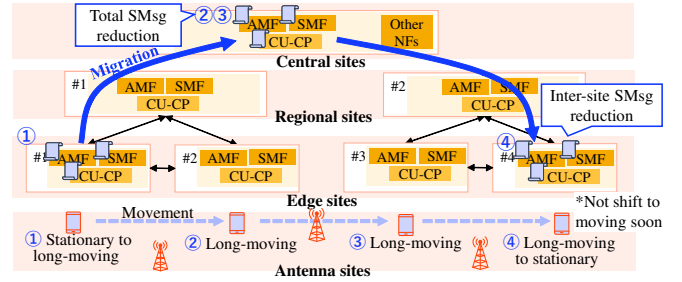 Total SMsg
reduction
② ③
AMF SMF
CU-CP
Other
NFs
Central sites
Migration
#1
AMF SMF
CU-CP
#2
AMF SMF
CU-CP
Regional sites
Inter-site SMsg
reduction
①
AMF SMF
CU-CP
#2 AMF SMF
CU-CP
#3 AMF SMF
CU-CP
④
#4 AMF SMF
CU-CP
Edge sites
*Not shift to
moving soon
Movement
① Stationary to
long-moving
② Long-moving
③ Long-moving
④ Long-moving
to stationary
Antenna sites